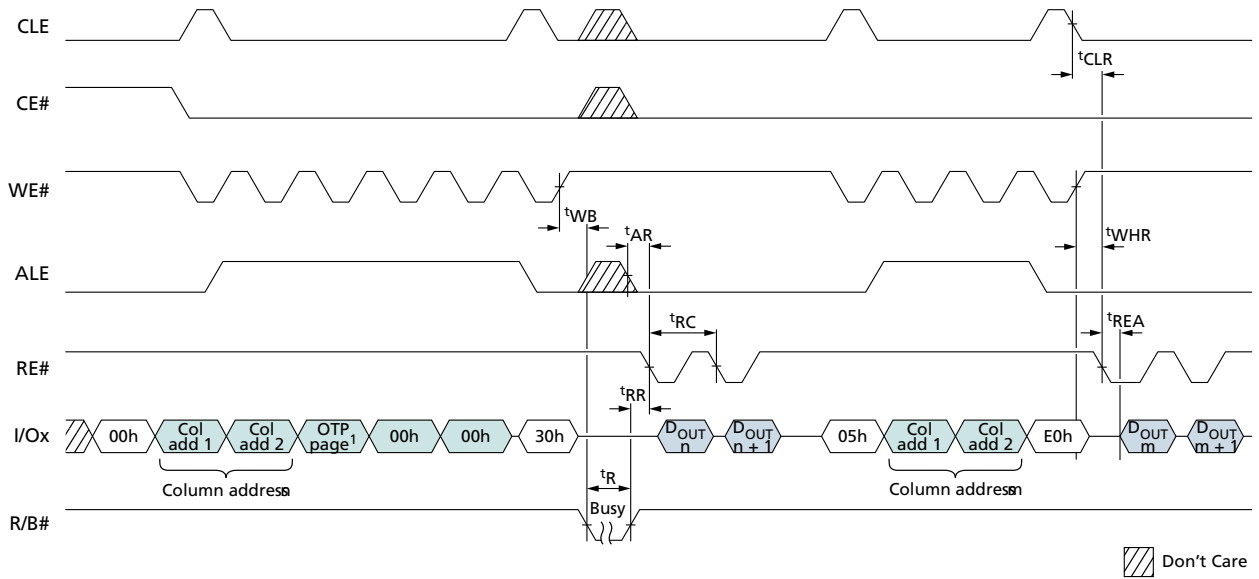 CLE
tCLR
CE#
WE#
tWB
tAR
tWHR
ALE
tRC
tREA
RE#
tRR
I/Ox
00h
Col add 1
Col add 2
OTP page1
00h
00h
30h
DOUT n
DOUT n + 1
05h
Col add 1
Col add 2
E0h
DOUT m
DOUT m + 1
Column address n
tR
Column address m
R/B#
Busy
Don't Care